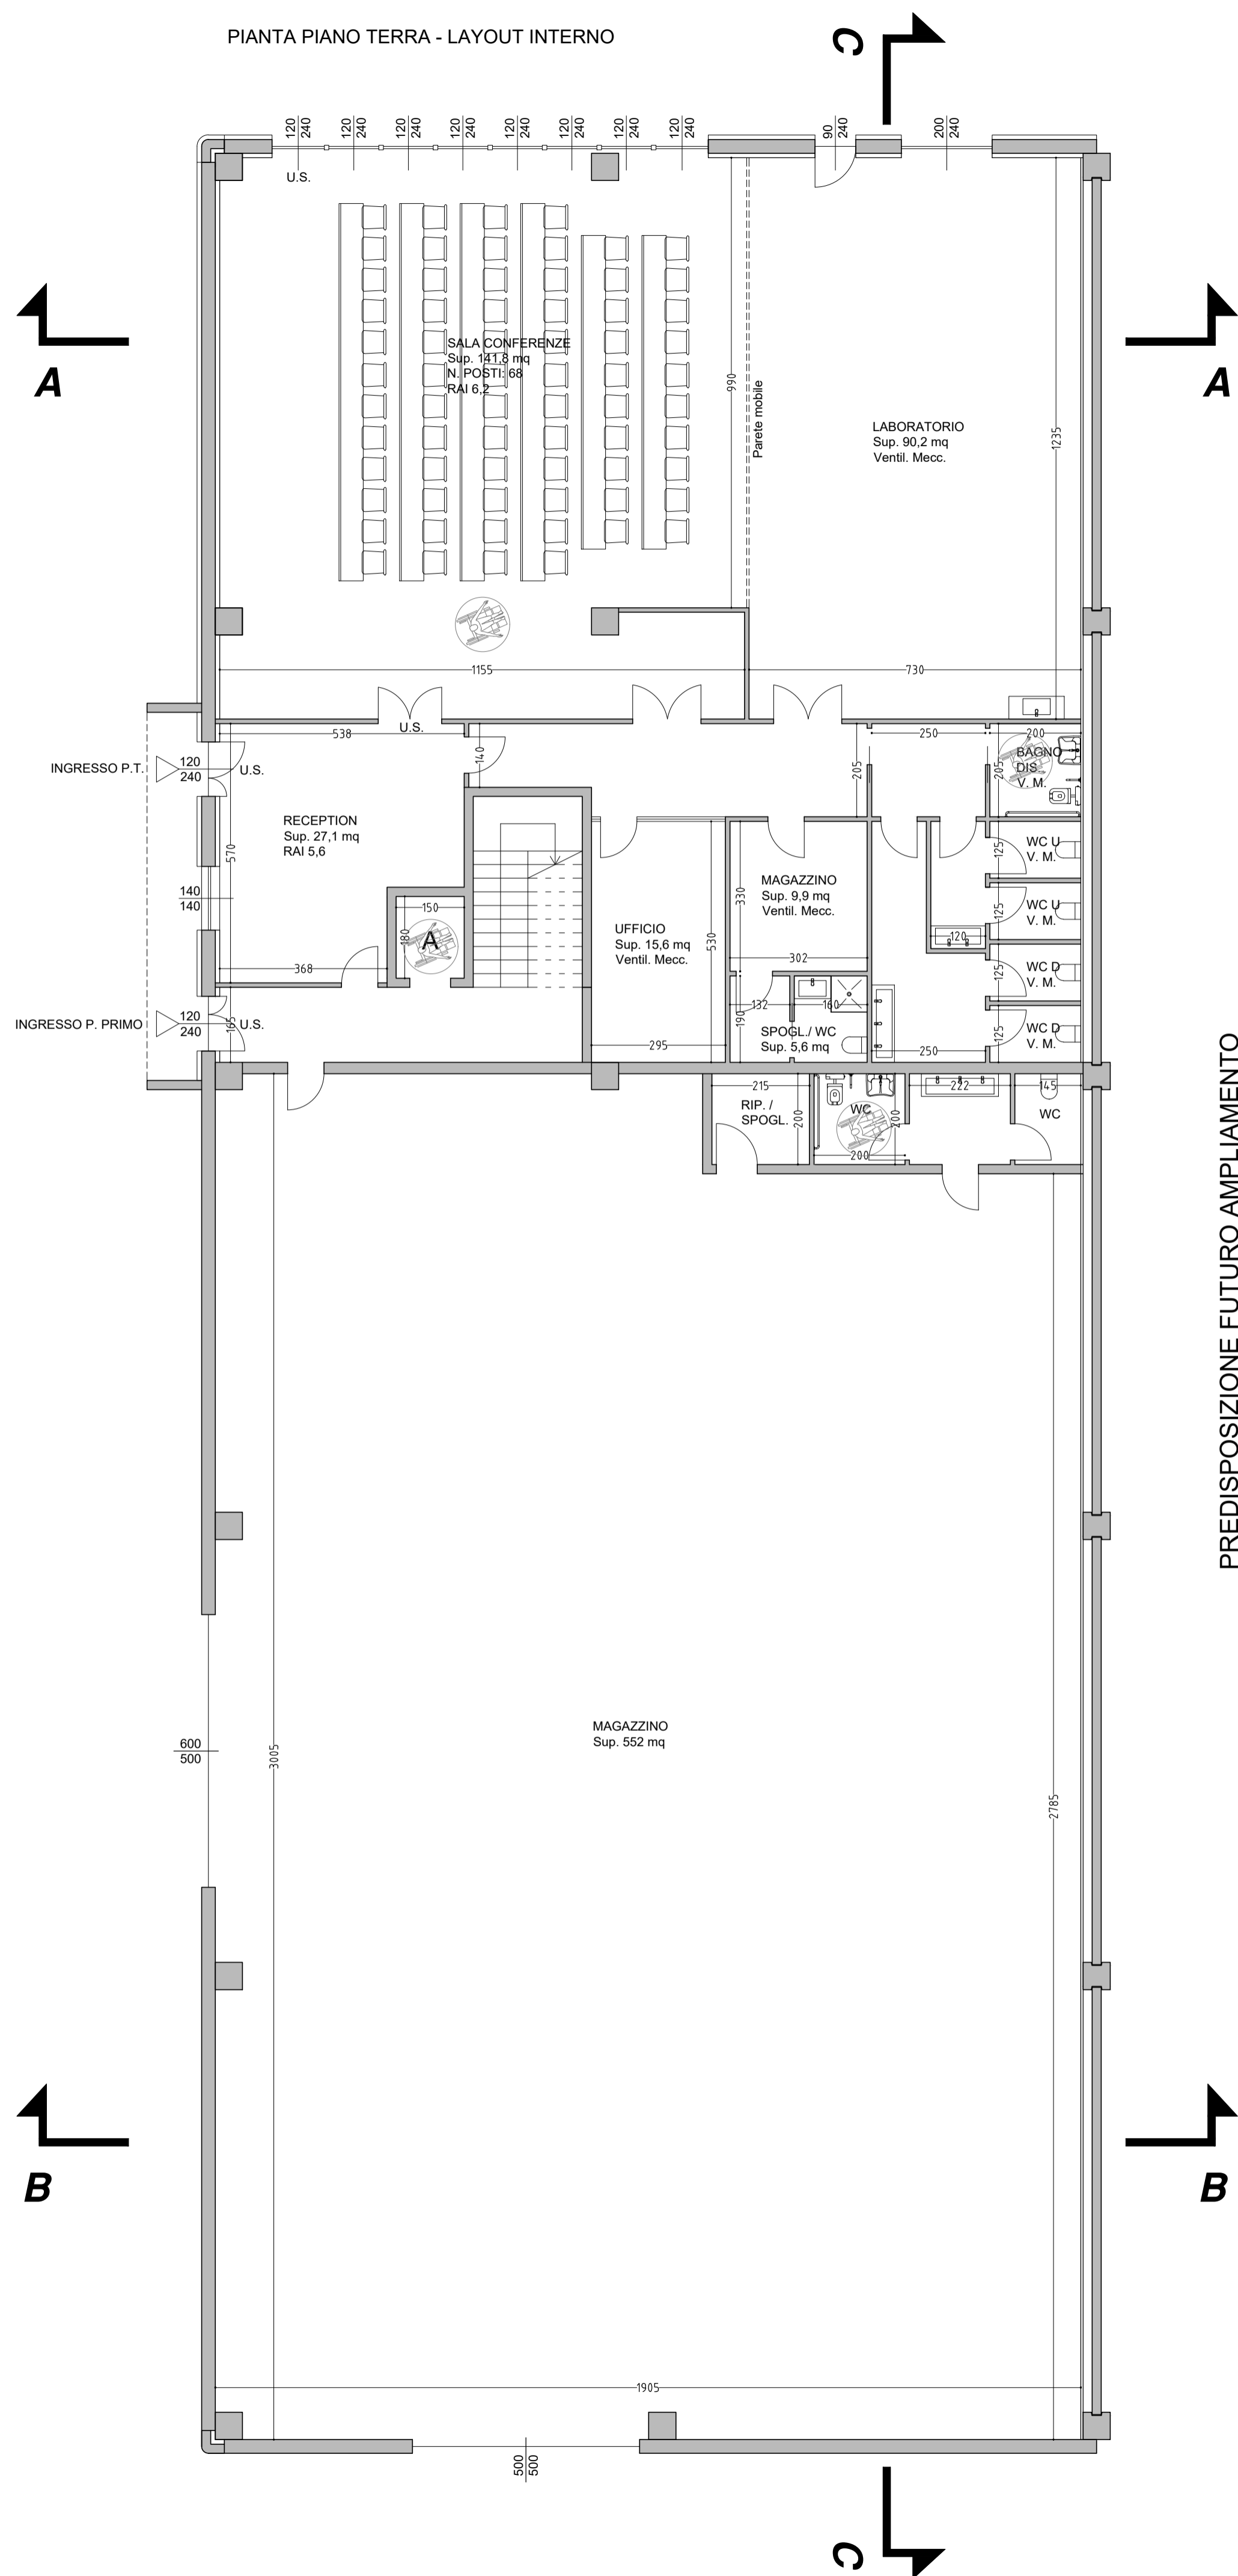 PIANTA PIANO TERRA - LAYOUT INTERNO
C
120 240
120 240
120 240
120 240
120 240
120 240
120 240
120 240
90 240
200 240
U.S.
A
A
SALA CONFERENZE
Sup. 141,8 mq
N. POSTI: 68
RAI 6,2
990
Parete mobile
LABORATORIO
Sup. 90,2 mq
Ventil. Mecc.
1235
1155
730
U.S.
538
140
205
250
200
INGRESSO P.T.
120
240
U.S.
BAGNO
DIS.
V. M.
205
RECEPTION
Sup. 27,1 mq
RAI 5,6
570
140
140
150
180
A
368
UFFICIO
Sup. 15,6 mq
Ventil. Mecc.
530
295
MAGAZZINO
Sup. 9,9 mq
Ventil. Mecc.
330
302
WC U
V. M.
125
WC U
V. M.
125
120
WC D
V. M.
125
WC D
V. M.
125
132
160
190
SPOGL./ WC
Sup. 5,6 mq
250
INGRESSO P. PRIMO
120
240
165
U.S.
215
RIP. /
SPOGL.
200
WC
200
200
222
145
WC
PREDISPOSIZIONE FUTURO AMPLIAMENTO
MAGAZZINO
Sup. 552 mq
600
500
3005
2785
B
B
1905
500 500
C